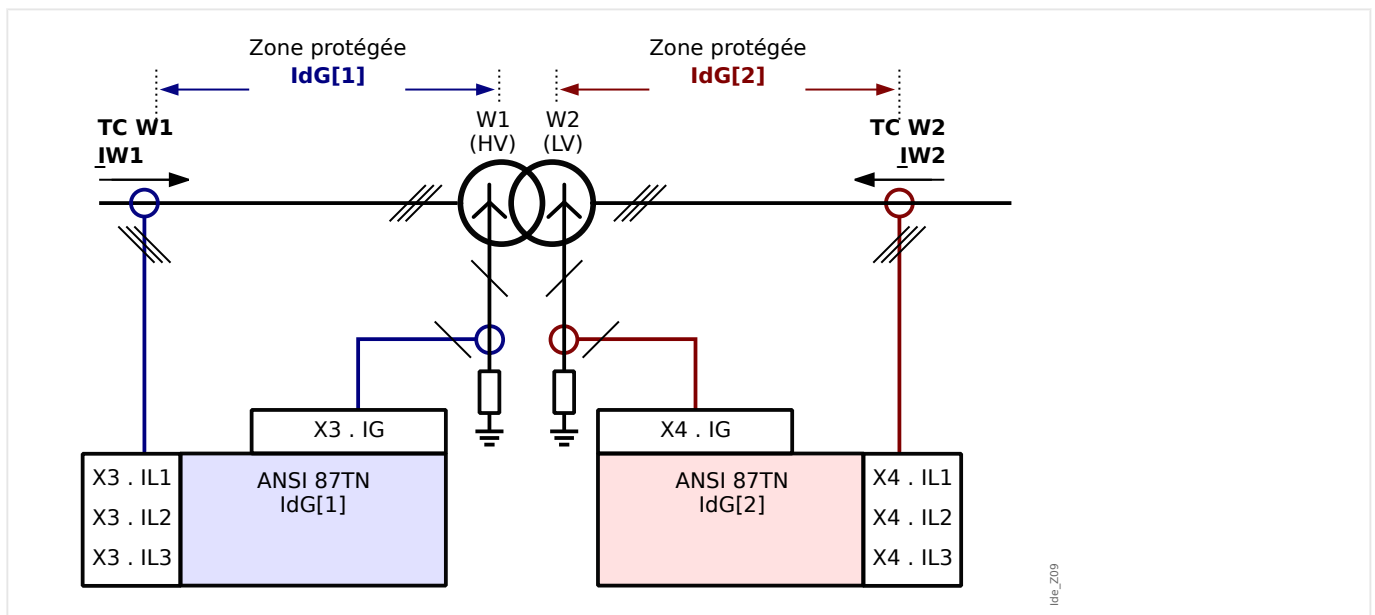 Zone protégée
IdG[1]
Zone protégée
IdG[2]
TC W1
IW1
W1
(HV)
W2
(LV)
TC W2
IW2
X3 . IG
X4 . IG
X3 . IL1
X3 . IL2
X3 . IL3
ANSI 87TN
IdG[1]
ANSI 87TN
IdG[2]
X4 . IL1
X4 . IL2
X4 . IL3
Ide_Z09